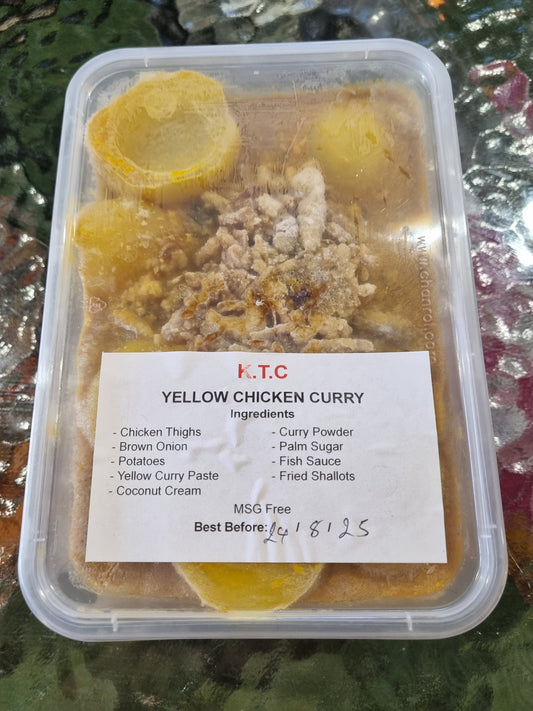 K.T.C
YELLOW CHICKEN CURRY
Ingredients
- Chicken Thighs
- Brown Onion
- Potatoes
- Yellow Curry Paste
- Coconut Cream
- Curry Powder
- Palm Sugar
- Fish Sauce
- Fried Shallots
MSG Free
Best Before: 24/8/25